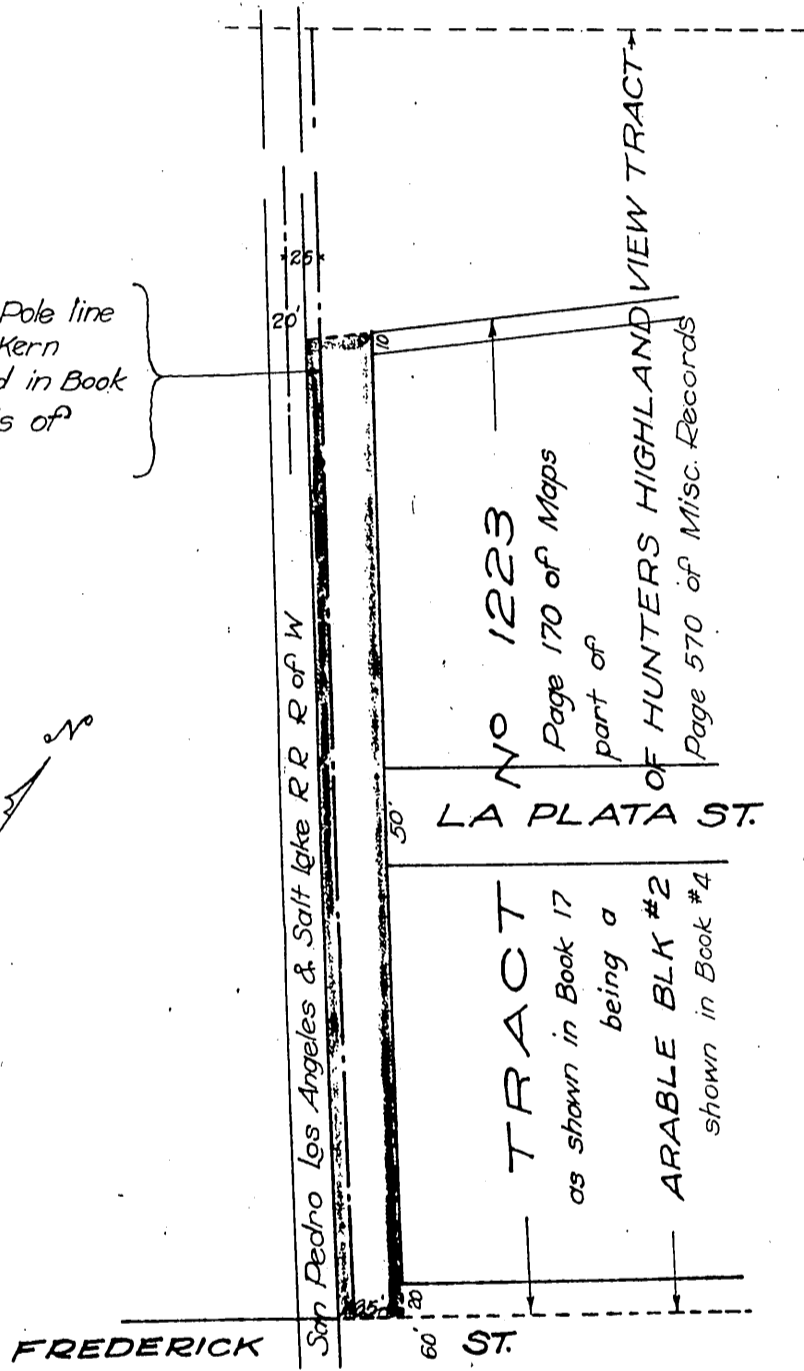 Pole line
Kern
d in Book
s of
25
20'
10
San Pedro Los Angeles & Salt Lake RR R of W
N
TRACT No 1223
as shown in Book 17 Page 170 of Maps
being a part of
ARABLE BLK #2 OF HUNTERS HIGHLAND VIEW TRACT
shown in Book #4 Page 570 of Misc. Records
50'
LA PLATA ST.
20
60'
FREDERICK ST.